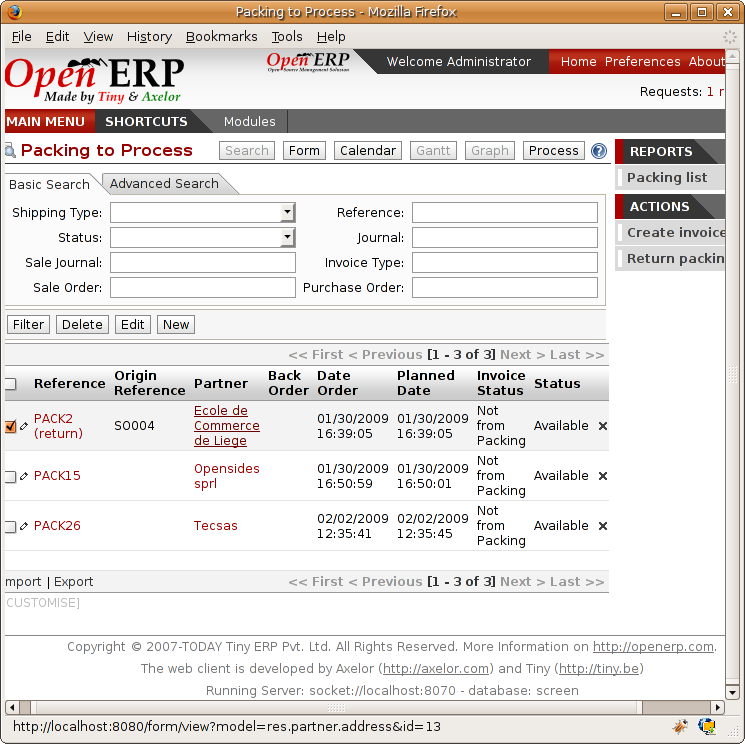 Packing to Process - Mozilla Firefox
File Edit View History Bookmarks Tools Help
Open ERP
Made by Tiny & Axelor
Open ERP
Open Source Management Solution
Welcome Administrator
Home Preferences About
Requests: 1 r
MAIN MENU SHORTCUTS Modules
Packing to Process Search Form Calendar Gantt Graph Process ?
Basic Search Advanced Search
Shipping Type: Reference:
Status: Journal:
Sale Journal: Invoice Type:
Sale Order: Purchase Order:
Filter Delete Edit New
<< First < Previous [1 - 3 of 3] Next > Last >>
Reference Origin Reference Partner Back Order Date Order Planned Date Invoice Status Status
PACK2 (return) SO004 Ecole de Commerce de Liege 01/30/2009 16:39:05 01/30/2009 16:39:05 Not from Packing Available
PACK15 Opensides sprl 01/30/2009 16:50:59 01/30/2009 16:50:01 Not from Packing Available
PACK26 Tecsas 02/02/2009 12:35:41 02/02/2009 12:35:45 Not from Packing Available
mport | Export << First < Previous [1 - 3 of 3] Next > Last >>
CUSTOMISE]
REPORTS
Packing list
ACTIONS
Create invoice
Return packin
Copyright © 2007-TODAY Tiny ERP Pvt. Ltd. All Rights Reserved. More Information on http://openerp.com.
The web client is developed by Axelor (http://axelor.com) and Tiny (http://tiny.be)
Running Server: socket://localhost:8070 - database: screen
http://localhost:8080/form/view?model=res.partner.address&id=13